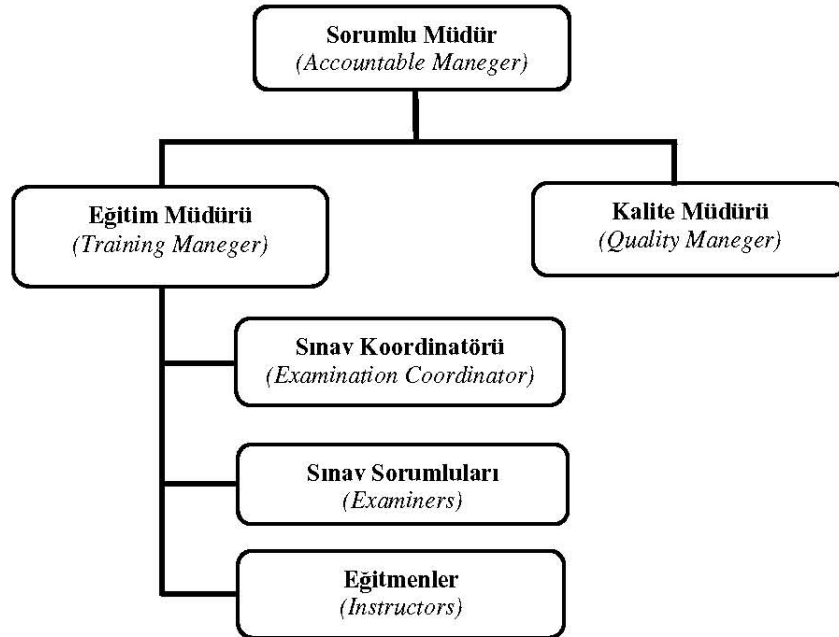 Sorumlu Müdür
(Accountable Maneger)
Eğitim Müdürü
(Training Maneger)
Kalite Müdürü
(Quality Maneger)
Sınav Koordinatörü
(Examination Coordinator)
Sınav Sorumluları
(Examiners)
Eğitmenler
(Instructors)